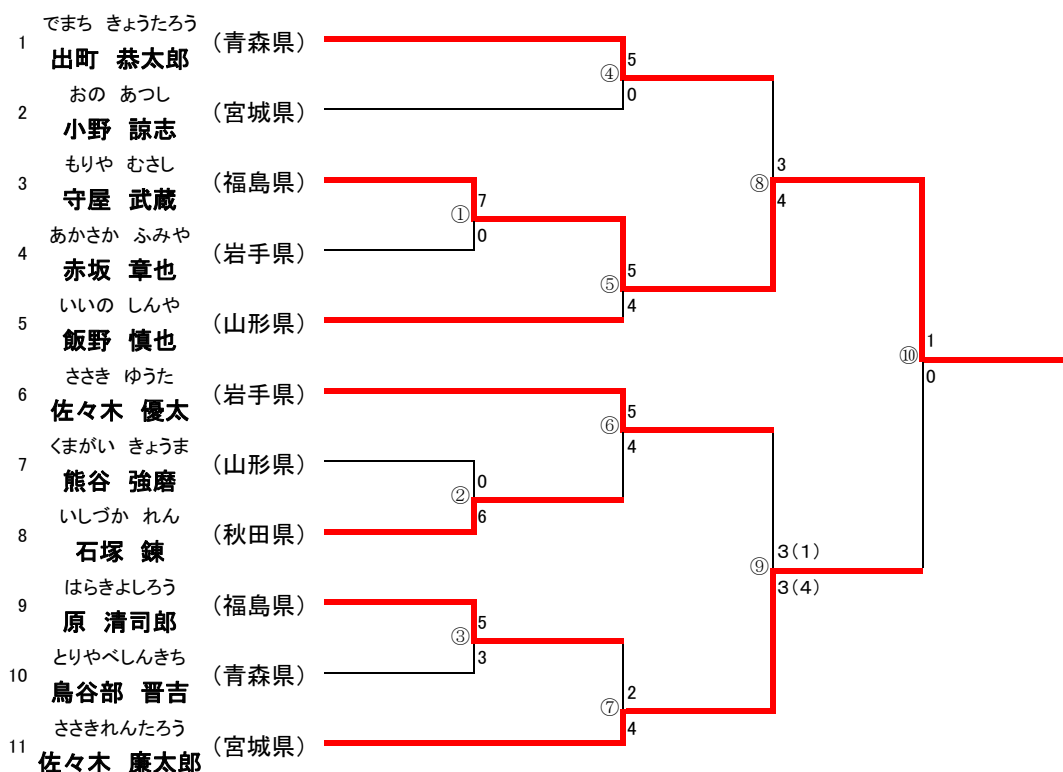 でまち きょうたろう
1 出町 恭太郎 (青森県)
おの あつし
2 小野 諒志 (宮城県)
もりや むさし
3 守屋 武蔵 (福島県)
あかさか ふみや
4 赤坂 章也 (岩手県)
いいの しんや
5 飯野 慎也 (山形県)
ささき ゆうた
6 佐々木 優太 (岩手県)
くまがい きょうま
7 熊谷 強磨 (山形県)
いしづか れん
8 石塚 錬 (秋田県)
はらきよしろう
9 原 清司郎 (福島県)
とりやべしんきち
10 鳥谷部 晋吉 (青森県)
ささきれんたろう
11 佐々木 廉太郎 (宮城県)
① 7
0
② 0
6
③ 5
3
④ 5
0
⑤ 5
4
⑥ 5
4
⑦ 2
4
⑧ 3
4
⑨ 3(1)
3(4)
⑩ 1
0